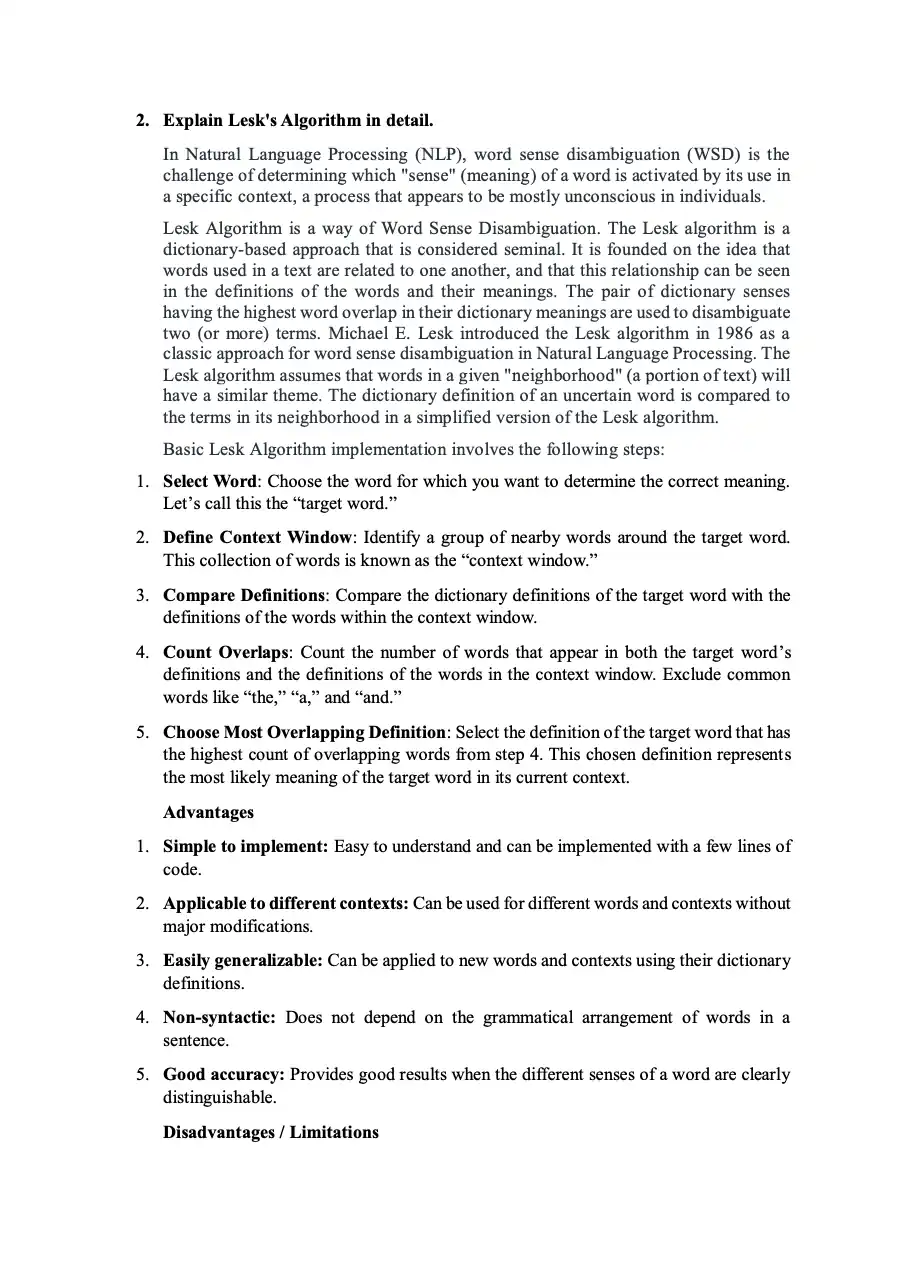 2. Explain Lesk's Algorithm in detail.
In Natural Language Processing (NLP), word sense disambiguation (WSD) is the
challenge of determining which "sense" (meaning) of a word is activated by its use in
a specific context, a process that appears to be mostly unconscious in individuals.
Lesk Algorithm is a way of Word Sense Disambiguation. The Lesk algorithm is a
dictionary-based approach that is considered seminal. It is founded on the idea that
words used in a text are related to one another, and that this relationship can be seen
in the definitions of the words and their meanings. The pair of dictionary senses
having the highest word overlap in their dictionary meanings are used to disambiguate
two (or more) terms. Michael E. Lesk introduced the Lesk algorithm in 1986 as a
classic approach for word sense disambiguation in Natural Language Processing. The
Lesk algorithm assumes that words in a given "neighborhood" (a portion of text) will
have a similar theme. The dictionary definition of an uncertain word is compared to
the terms in its neighborhood in a simplified version of the Lesk algorithm.
Basic Lesk Algorithm implementation involves the following steps:
1. Select Word: Choose the word for which you want to determine the correct meaning.
Let’s call this the “target word.”
2. Define Context Window: Identify a group of nearby words around the target word.
This collection of words is known as the “context window.”
3. Compare Definitions: Compare the dictionary definitions of the target word with the
definitions of the words within the context window.
4. Count Overlaps: Count the number of words that appear in both the target word’s
definitions and the definitions of the words in the context window. Exclude common
words like “the,” “a,” and “and.”
5. Choose Most Overlapping Definition: Select the definition of the target word that has
the highest count of overlapping words from step 4. This chosen definition represents
the most likely meaning of the target word in its current context.
Advantages
1. Simple to implement: Easy to understand and can be implemented with a few lines of
code.
2. Applicable to different contexts: Can be used for different words and contexts without
major modifications.
3. Easily generalizable: Can be applied to new words and contexts using their dictionary
definitions.
4. Non-syntactic: Does not depend on the grammatical arrangement of words in a
sentence.
5. Good accuracy: Provides good results when the different senses of a word are clearly
distinguishable.
Disadvantages / Limitations